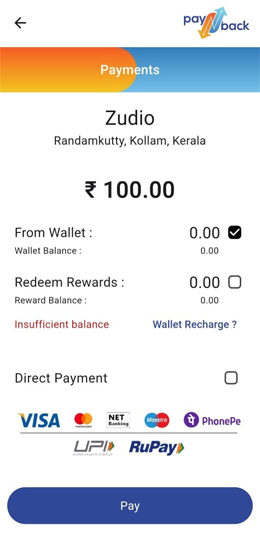 pay back
Payments
Zudio
Randamkutty, Kollam, Kerala
₹ 100.00
From Wallet : 0.00
Wallet Balance : 0.00
Redeem Rewards : 0.00
Reward Balance : 0.00
Insufficient balance Wallet Recharge ?
Direct Payment
VISA mastercard NET Banking Maestro PhonePe
UPI RuPay
Pay